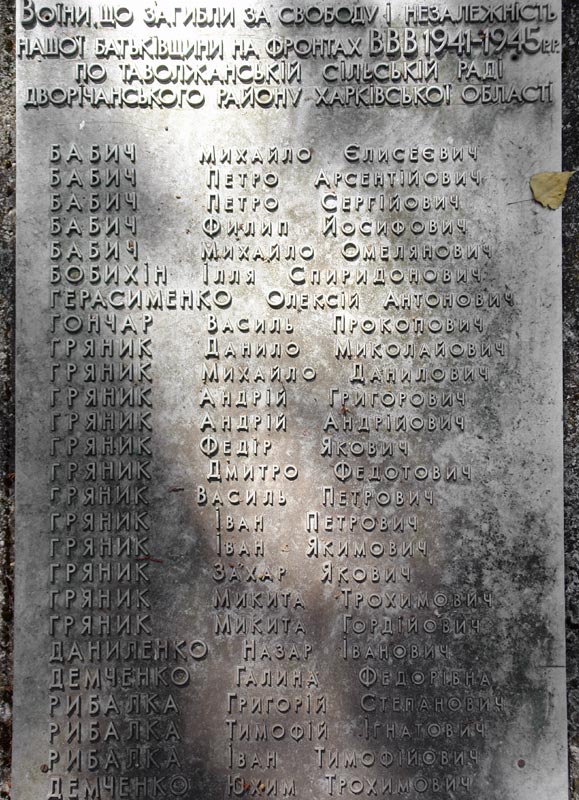 Воїни, що загибли за свободу і незалежність
нашої батьківщини на фронтах ВВВ 1941-1945 р.р.
по Таволжанській сільській раді
Дворічанського району Харківської області
БАБИЧ Михайло Єлисеєвич
БАБИЧ Петро Арсентійович
БАБИЧ Петро Сергійович
БАБИЧ Филип Йосифович
БАБИЧ Михайло Омелянович
БОБИХІН Ілля Спиридонович
ГЕРАСИМЕНКО Олексій Антонович
ГОНЧАР Василь Прокопович
ГРЯНИК Данило Миколайович
ГРЯНИК Михайло Данилович
ГРЯНИК Андрій Григорович
ГРЯНИК Андрій Андрійович
ГРЯНИК Федір Якович
ГРЯНИК Дмитро Федотович
ГРЯНИК Василь Петрович
ГРЯНИК Іван Петрович
ГРЯНИК Іван Якимович
ГРЯНИК Захар Якович
ГРЯНИК Микита Трохимович
ГРЯНИК Микита Гордійович
ДАНИЛЕНКО Назар Іванович
ДЕМЧЕНКО Галина Федорівна
РИБАЛКА Григорій Степанович
РИБАЛКА Тимофій Ігнатович
РИБАЛКА Іван Тимофійович
ДЕМЧЕНКО Юхим Трохимович